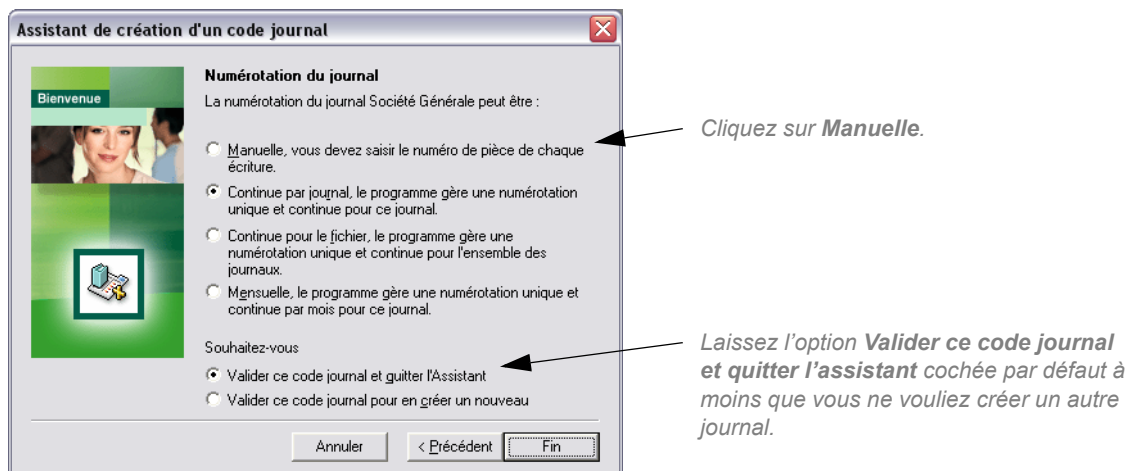 Assistant de création d'un code journal
Bienvenue
Numérotation du journal
La numérotation du journal Société Générale peut être :
Manuelle, vous devez saisir le numéro de pièce de chaque
écriture.
Continue par journal, le programme gère une numérotation
unique et continue pour ce journal.
Continue pour le fichier, le programme gère une
numérotation unique et continue pour l'ensemble des
journaux.
Mensuelle, le programme gère une numérotation unique et
continue par mois pour ce journal.
Souhaitez-vous
Valider ce code journal et quitter l'Assistant
Valider ce code journal pour en créer un nouveau
Annuler
< Précédent
Fin
Cliquez sur Manuelle.
Laissez l’option Valider ce code journal
et quitter l’assistant cochée par défaut à
moins que vous ne vouliez créer un autre
journal.